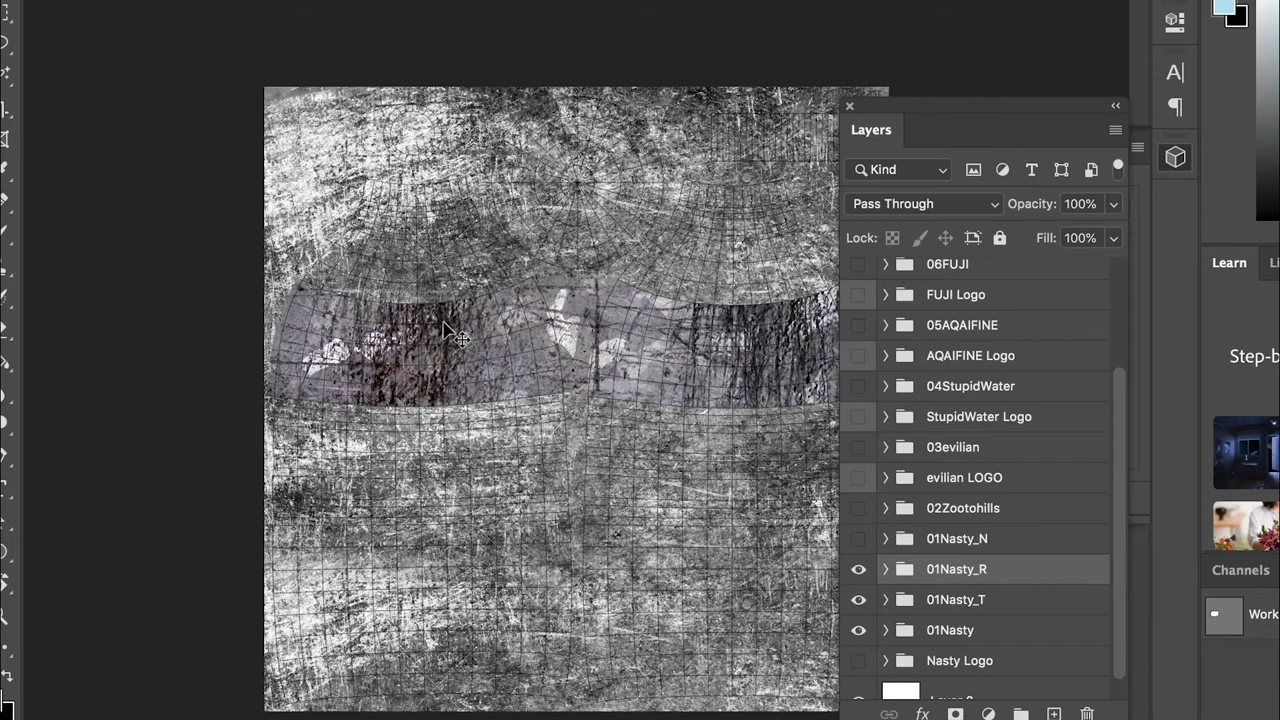 Layers
Kind
Pass Through
Opacity: 100%
Lock:
Fill: 100%
06FUJI
FUJI Logo
05AQAIFINE
AQAIFINE Logo
04StupidWater
StupidWater Logo
03evilian
evilian LOGO
02Zootohills
01Nasty_N
01Nasty_R
01Nasty_T
01Nasty
Nasty Logo
fx
Learn
Step-b
Channels
Work